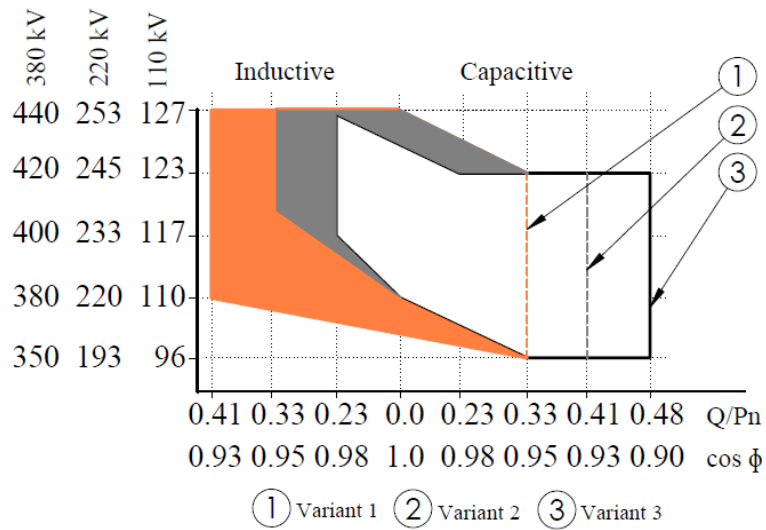 380 kV 220 kV 110 kV
Inductive Capacitive
1
440 253 127
2
420 245 123
3
400 233 117
380 220 110
350 193 96
0.41 0.33 0.23 0.0 0.23 0.33 0.41 0.48 Q/Pn
0.93 0.95 0.98 1.0 0.98 0.95 0.93 0.90 cos ϕ
1 Variant 1 2 Variant 2 3 Variant 3